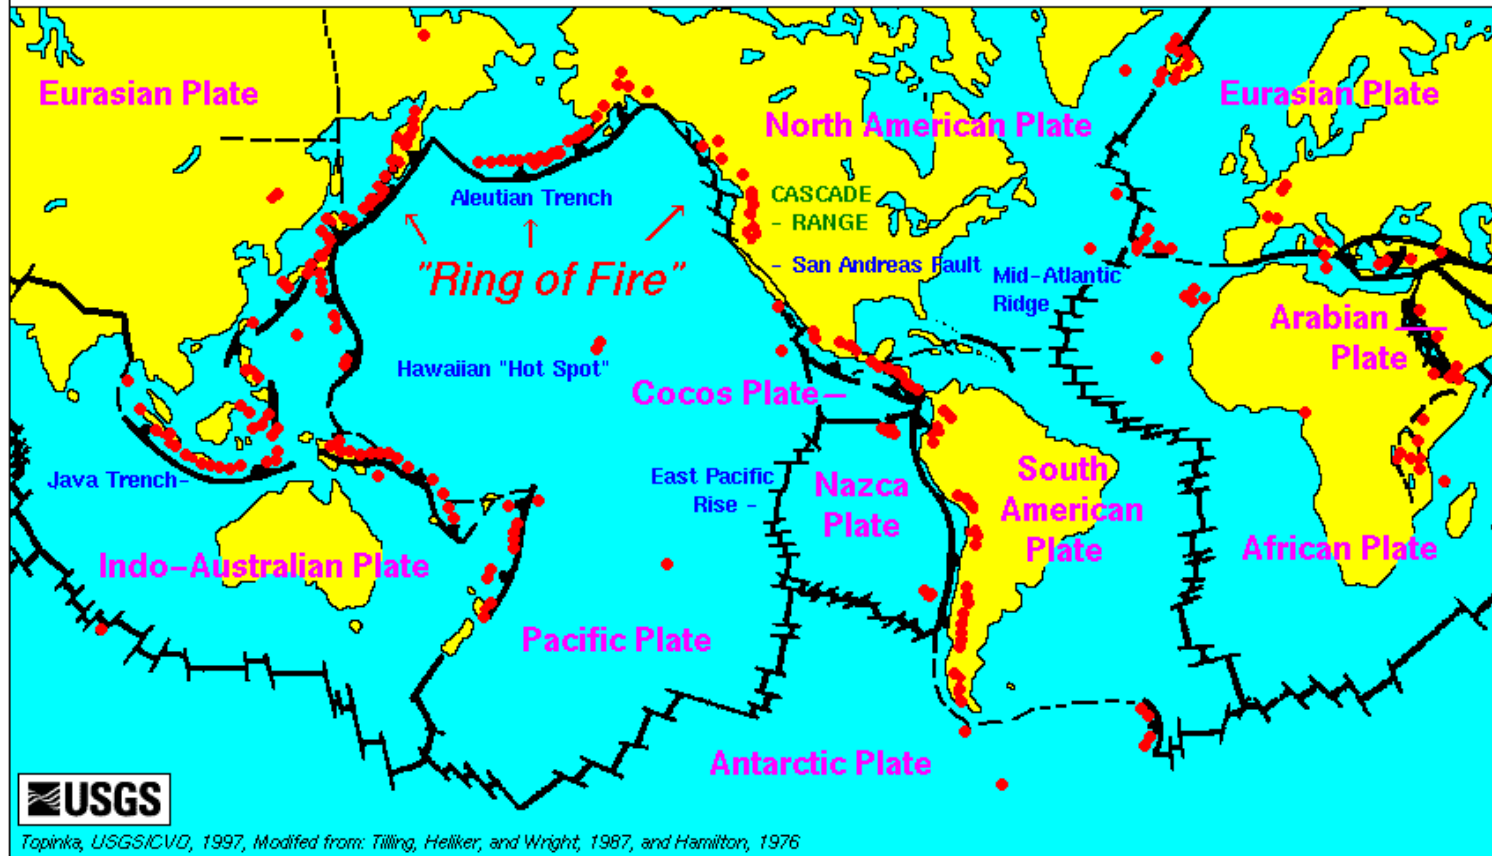 Eurasian Plate
Eurasian Plate
North American Plate
Aleutian Trench
CASCADE
- RANGE
"Ring of Fire"
- San Andreas Fault
Mid-Atlantic
Ridge
Arabian
Plate
Hawaiian "Hot Spot"
Cocos Plate
Java Trench-
East Pacific
Rise -
Nazca
Plate
South
American
Plate
Indo-Australian Plate
African Plate
Pacific Plate
Antarctic Plate
USGS
Topinka, USGS/CVO, 1997, Modifed from: Tilling, Heliker, and Wright, 1987, and Hamilton, 1976